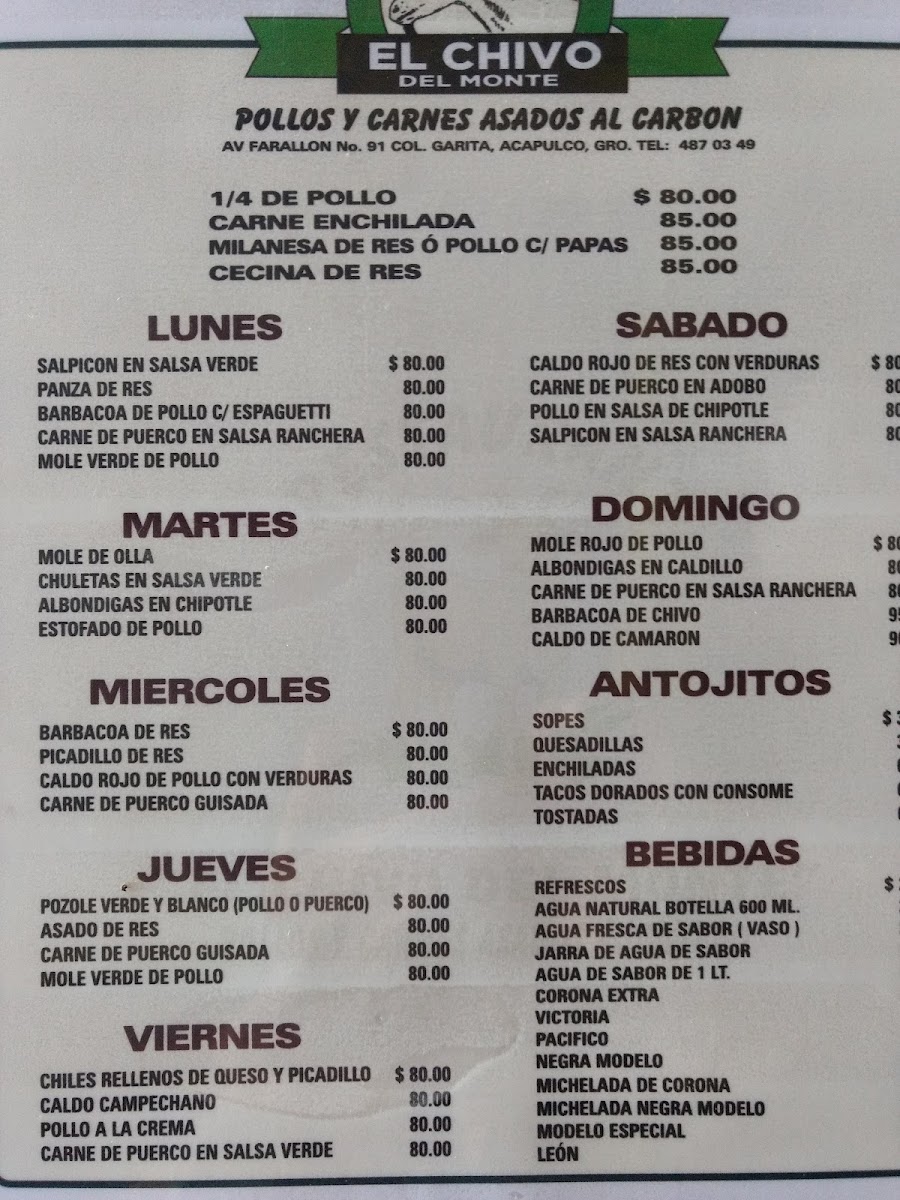 EL CHIVO
DEL MONTE
POLLOS Y CARNES ASADOS AL CARBON
AV FARALLON No. 91 COL. GARITA, ACAPULCO, GRO. TEL: 487 03 49
1/4 DE POLLO $ 80.00
CARNE ENCHILADA 85.00
MILANESA DE RES Ó POLLO C/ PAPAS 85.00
CECINA DE RES 85.00
LUNES
SALPICON EN SALSA VERDE $ 80.00
PANZA DE RES 80.00
BARBACOA DE POLLO C/ ESPAGUETTI 80.00
CARNE DE PUERCO EN SALSA RANCHERA 80.00
MOLE VERDE DE POLLO 80.00
MARTES
MOLE DE OLLA $ 80.00
CHULETAS EN SALSA VERDE 80.00
ALBONDIGAS EN CHIPOTLE 80.00
ESTOFADO DE POLLO 80.00
MIERCOLES
BARBACOA DE RES $ 80.00
PICADILLO DE RES 80.00
CALDO ROJO DE POLLO CON VERDURAS 80.00
CARNE DE PUERCO GUISADA 80.00
JUEVES
POZOLE VERDE Y BLANCO (POLLO O PUERCO) $ 80.00
ASADO DE RES 80.00
CARNE DE PUERCO GUISADA 80.00
MOLE VERDE DE POLLO 80.00
VIERNES
CHILES RELLENOS DE QUESO Y PICADILLO $ 80.00
CALDO CAMPECHANO 80.00
POLLO A LA CREMA 80.00
CARNE DE PUERCO EN SALSA VERDE 80.00
SABADO
CALDO ROJO DE RES CON VERDURAS $ 80
CARNE DE PUERCO EN ADOBO 80
POLLO EN SALSA DE CHIPOTLE 80
SALPICON EN SALSA RANCHERA 80
DOMINGO
MOLE ROJO DE POLLO $ 80
ALBONDIGAS EN CALDILLO 80
CARNE DE PUERCO EN SALSA RANCHERA 80
BARBACOA DE CHIVO 95
CALDO DE CAMARON 90
ANTOJITOS
SOPES $
QUESADILLAS
ENCHILADAS
TACOS DORADOS CON CONSOME
TOSTADAS
BEBIDAS
REFRESCOS $
AGUA NATURAL BOTELLA 600 ML.
AGUA FRESCA DE SABOR ( VASO )
JARRA DE AGUA DE SABOR
AGUA DE SABOR DE 1 LT.
CORONA EXTRA
VICTORIA
PACIFICO
NEGRA MODELO
MICHELADA DE CORONA
MICHELADA NEGRA MODELO
MODELO ESPECIAL
LEÓN